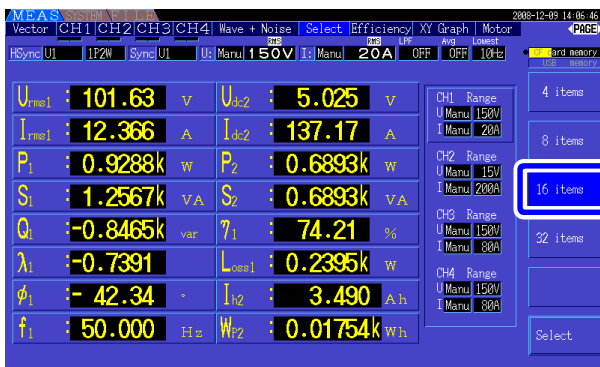 MEAS SYSTEM FILE 2008-12-09 14:06:46
Vector CH1 CH2 CH3 CH4 Wave + Noise Select Efficiency XY Graph Motor PAGE
RMS RMS LPF Avg Lowest
HSync U1 1P2W Sync U1 U: Manu 150V I: Manu 20A OFF OFF 10Hz CF Card memory
USB memory
Urms1 : 101.63 V Udc2 : 5.025 V CH1 Range 4 items
U Manu 150V
Irms1 : 12.366 A Idc2 : 137.17 A I Manu 20A 8 items
P1 : 0.9288k W P2 : 0.6893k W CH2 Range
U Manu 15V
S1 : 1.2567k VA S2 : 0.6893k VA I Manu 200A 16 items
Q1 :-0.8465k var η1 : 74.21 % CH3 Range
U Manu 150V 32 items
λ1 :-0.7391 Loss1 : 0.2395k W I Manu 80A
CH4 Range
φ1 :- 42.34 ° Ih2 : 3.490 Ah U Manu 150V
I Manu 80A
f1 : 50.000 Hz WP2 : 0.01754k Wh Select